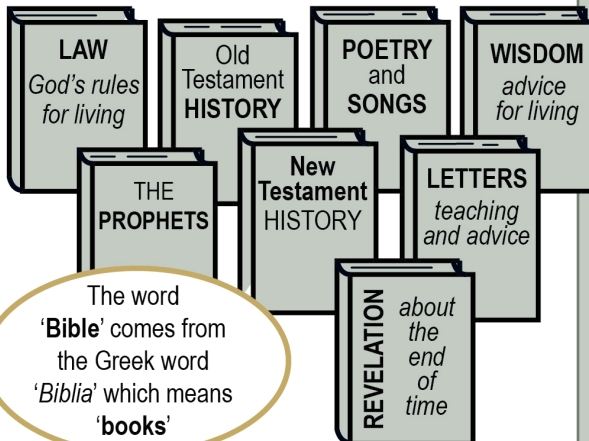 LAW
God's rules
for living
Old
Testament
HISTORY
POETRY
and
SONGS
WISDOM
advice
for living
THE
PROPHETS
New
Testament
HISTORY
LETTERS
teaching
and advice
REVELATION
about
the
end
of
time
The word
‘Bible’ comes from
the Greek word
‘Biblia’ which means
‘books’